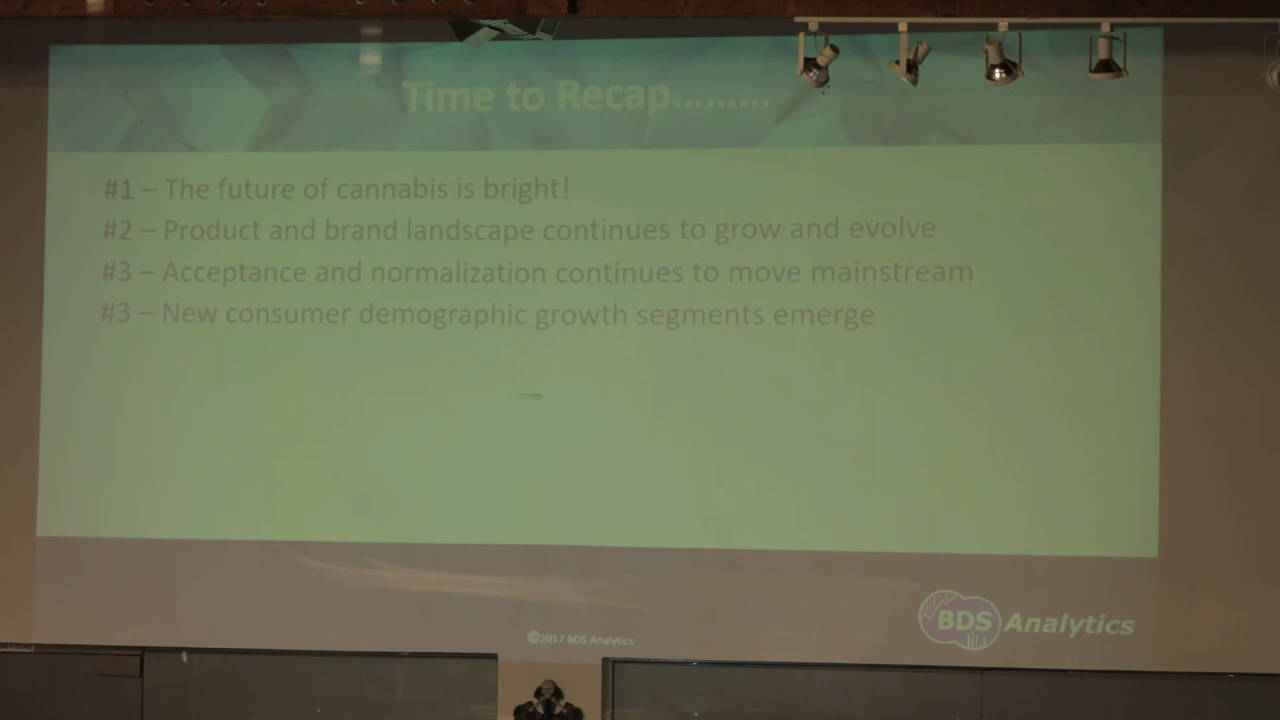 Time to Recap.........
#1 – The future of cannabis is bright!
#2 – Product and brand landscape continues to grow and evolve
#3 – Acceptance and normalization continues to move mainstream
#3 – New consumer demographic growth segments emerge
©2017 BDS Analytics
BDS Analytics